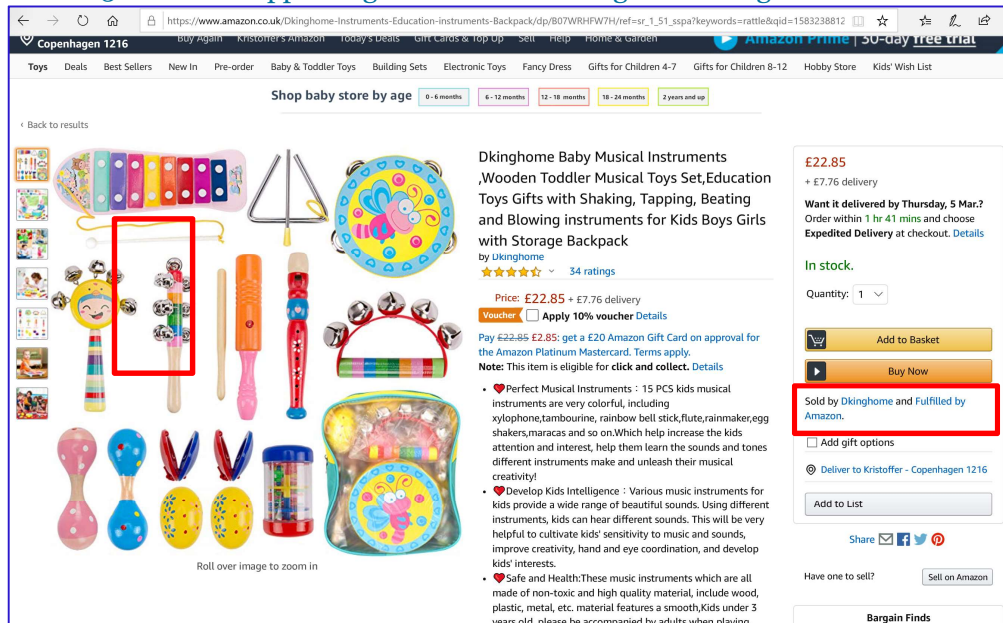 https://www.amazon.co.uk/Dkinghome-Instruments-Education-instruments-Backpack/dp/B07WRHFW7H/ref=sr_1_51_sspa?keywords=rattle&qid=1583238812
Copenhagen 1216
Buy Again Kristoffer's Amazon Today's Deals Gift Cards & Top Up Sell Help Home & Garden
Amazon Prime | 30-day free trial
Toys Deals Best Sellers New In Pre-order Baby & Toddler Toys Building Sets Electronic Toys Fancy Dress Gifts for Children 4-7 Gifts for Children 8-12 Hobby Store Kids' Wish List
Shop baby store by age 0 - 6 months 6 - 12 months 12 - 18 months 18 - 24 months 2 years and up
‹ Back to results
Roll over image to zoom in
Dkinghome Baby Musical Instruments
,Wooden Toddler Musical Toys Set,Education
Toys Gifts with Shaking, Tapping, Beating
and Blowing instruments for Kids Boys Girls
with Storage Backpack
by Dkinghome
34 ratings
Price: £22.85 + £7.76 delivery
Voucher Apply 10% voucher Details
Pay £22.85 £2.85: get a £20 Amazon Gift Card on approval for
the Amazon Platinum Mastercard. Terms apply.
Note: This item is eligible for click and collect. Details
• ❤Perfect Musical Instruments：15 PCS kids musical
instruments are very colorful, including
xylophone,tambourine, rainbow bell stick,flute,rainmaker,egg
shakers,maracas and so on.Which help increase the kids
attention and interest, help them learn the sounds and tones
different instruments make and unleash their musical
creativity!
• ❤Develop Kids Intelligence：Various music instruments for
kids provide a wide range of beautiful sounds. Using different
instruments, kids can hear different sounds. This will be very
helpful to cultivate kids' sensitivity to music and sounds,
improve creativity, hand and eye coordination, and develop
kids' interests.
• ❤Safe and Health:These music instruments which are all
made of non-toxic and high quality material, include wood,
plastic, metal, etc. material features a smooth,Kids under 3
years old, please be accompanied by adults when playing
£22.85
+ £7.76 delivery
Want it delivered by Thursday, 5 Mar.?
Order within 1 hr 41 mins and choose
Expedited Delivery at checkout. Details
In stock.
Quantity: 1
Add to Basket
Buy Now
Sold by Dkinghome and Fulfilled by
Amazon.
Add gift options
Deliver to Kristoffer - Copenhagen 1216
Add to List
Share
Have one to sell? Sell on Amazon
Bargain Finds